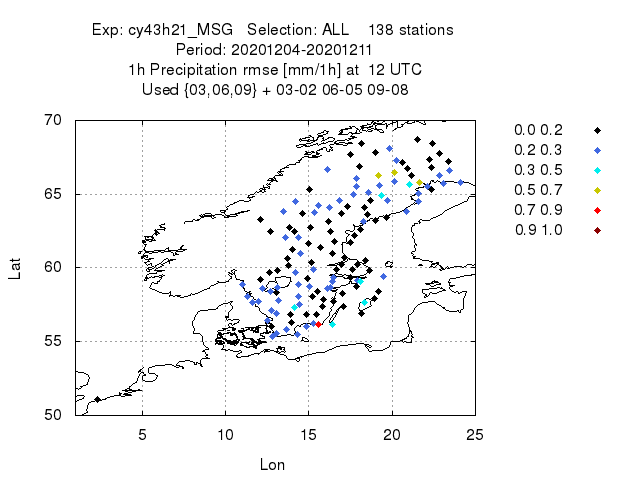 Exp: cy43h21_MSG Selection: ALL 138 stations
Period: 20201204-20201211
1h Precipitation rmse [mm/1h] at 12 UTC
Used {03,06,09} + 03-02 06-05 09-08
70
65
60
55
50
Lat
5 10 15 20 25
Lon
0.0 0.2
0.2 0.3
0.3 0.5
0.5 0.7
0.7 0.9
0.9 1.0